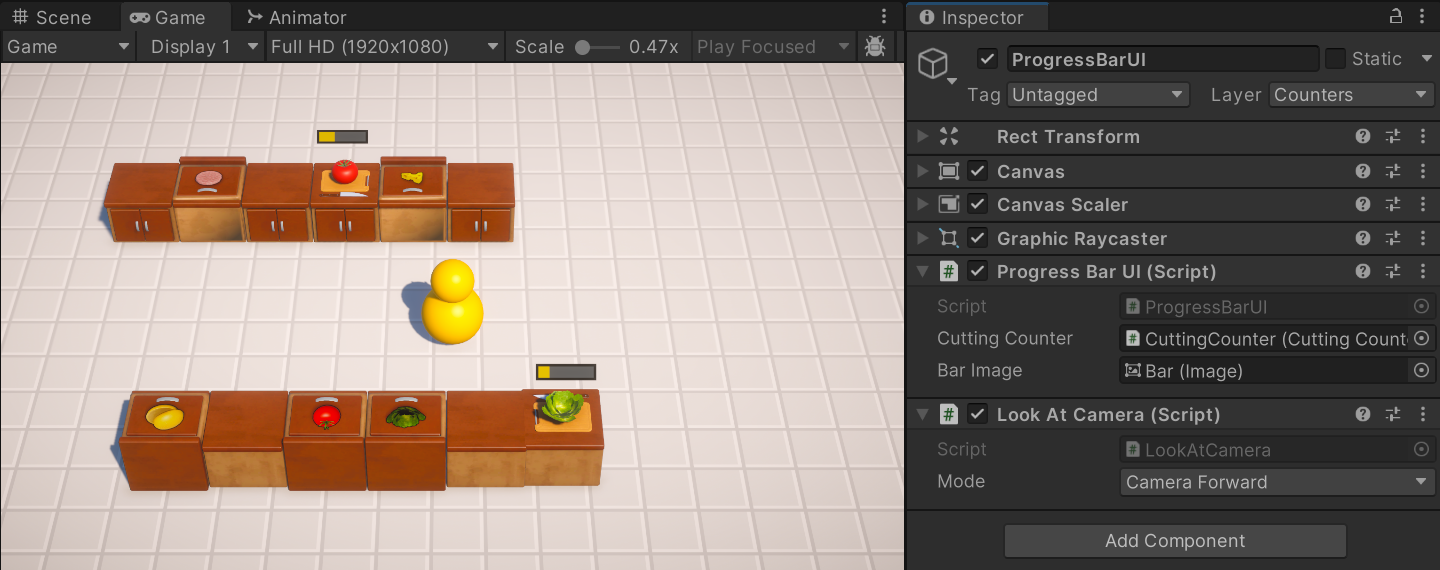 Scene
Game
Animator
Game
Display 1
Full HD (1920x1080)
Scale
0.47x
Play Focused
Inspector
ProgressBarUI
Static
Tag
Untagged
Layer
Counters
Rect Transform
Canvas
Canvas Scaler
Graphic Raycaster
# Progress Bar UI (Script)
Script
# ProgressBarUI
Cutting Counter
# CuttingCounter (Cutting Count
Bar Image
Bar (Image)
# Look At Camera (Script)
Script
# LookAtCamera
Mode
Camera Forward
Add Component